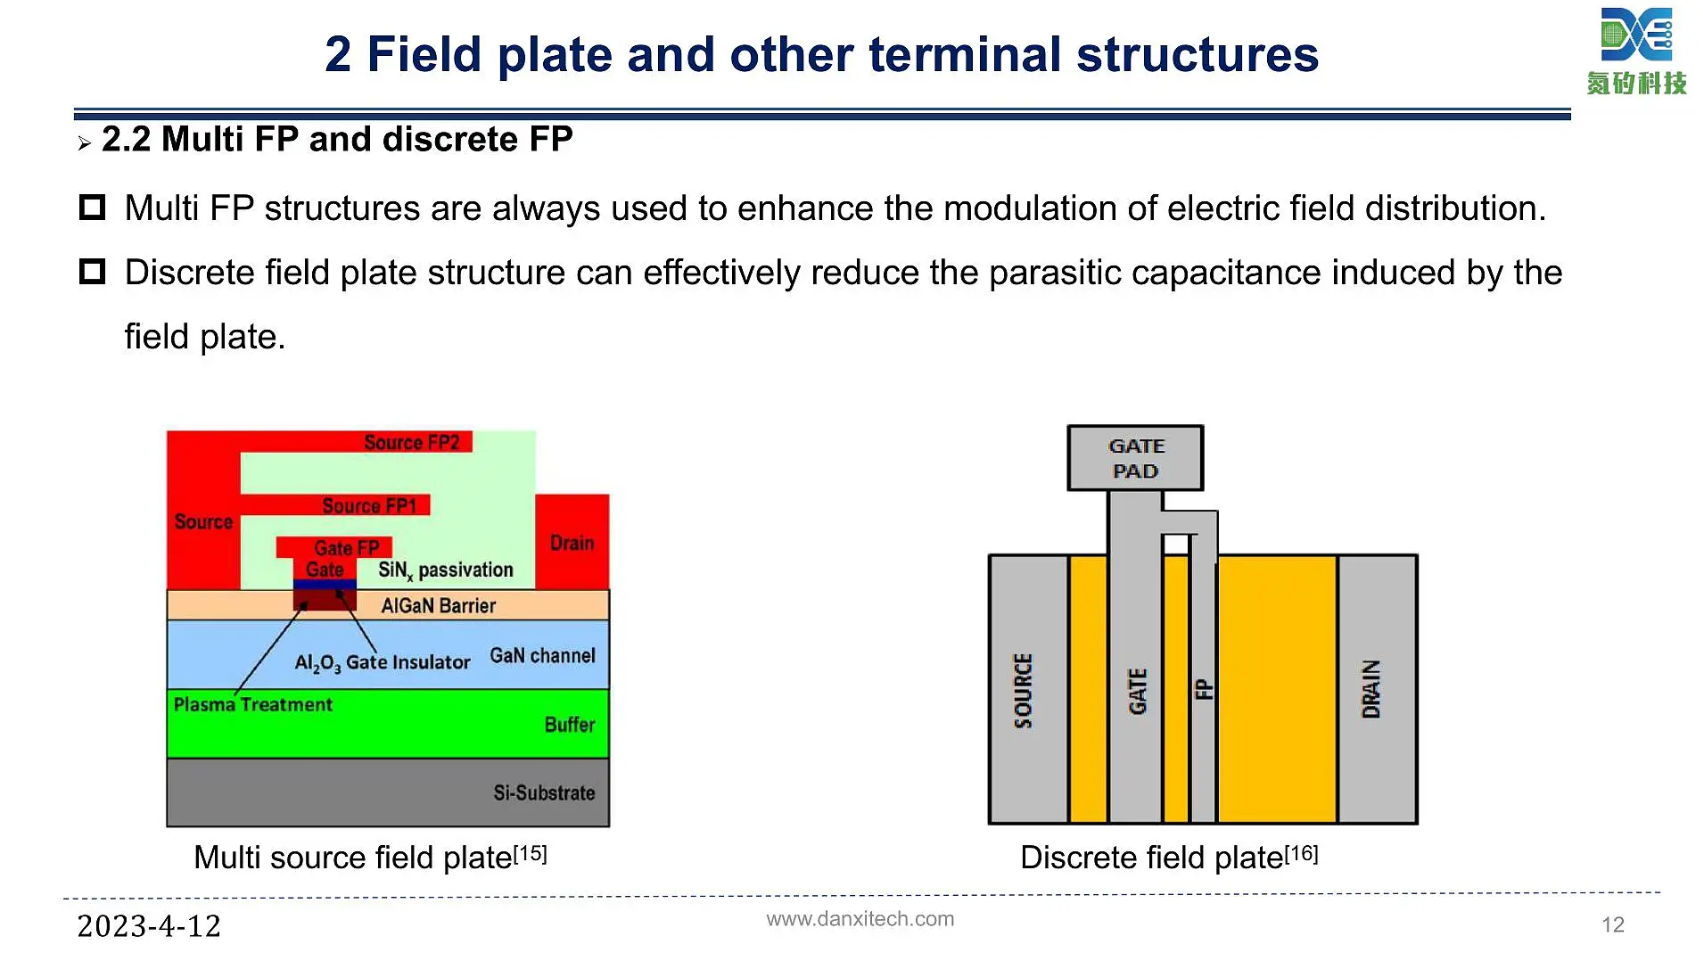 2 Field plate and other terminal structures
氮矽科技
➢ 2.2 Multi FP and discrete FP
Multi FP structures are always used to enhance the modulation of electric field distribution.
Discrete field plate structure can effectively reduce the parasitic capacitance induced by the
field plate.
Source FP2
Source FP1
Source
Gate FP
Drain
Gate
SiNx passivation
AlGaN Barrier
Al2O3 Gate Insulator
GaN channel
Plasma Treatment
Buffer
Si-Substrate
Multi source field plate[15]
GATE
PAD
SOURCE
GATE
FP
DRAIN
Discrete field plate[16]
2023-4-12
www.danxitech.com
12